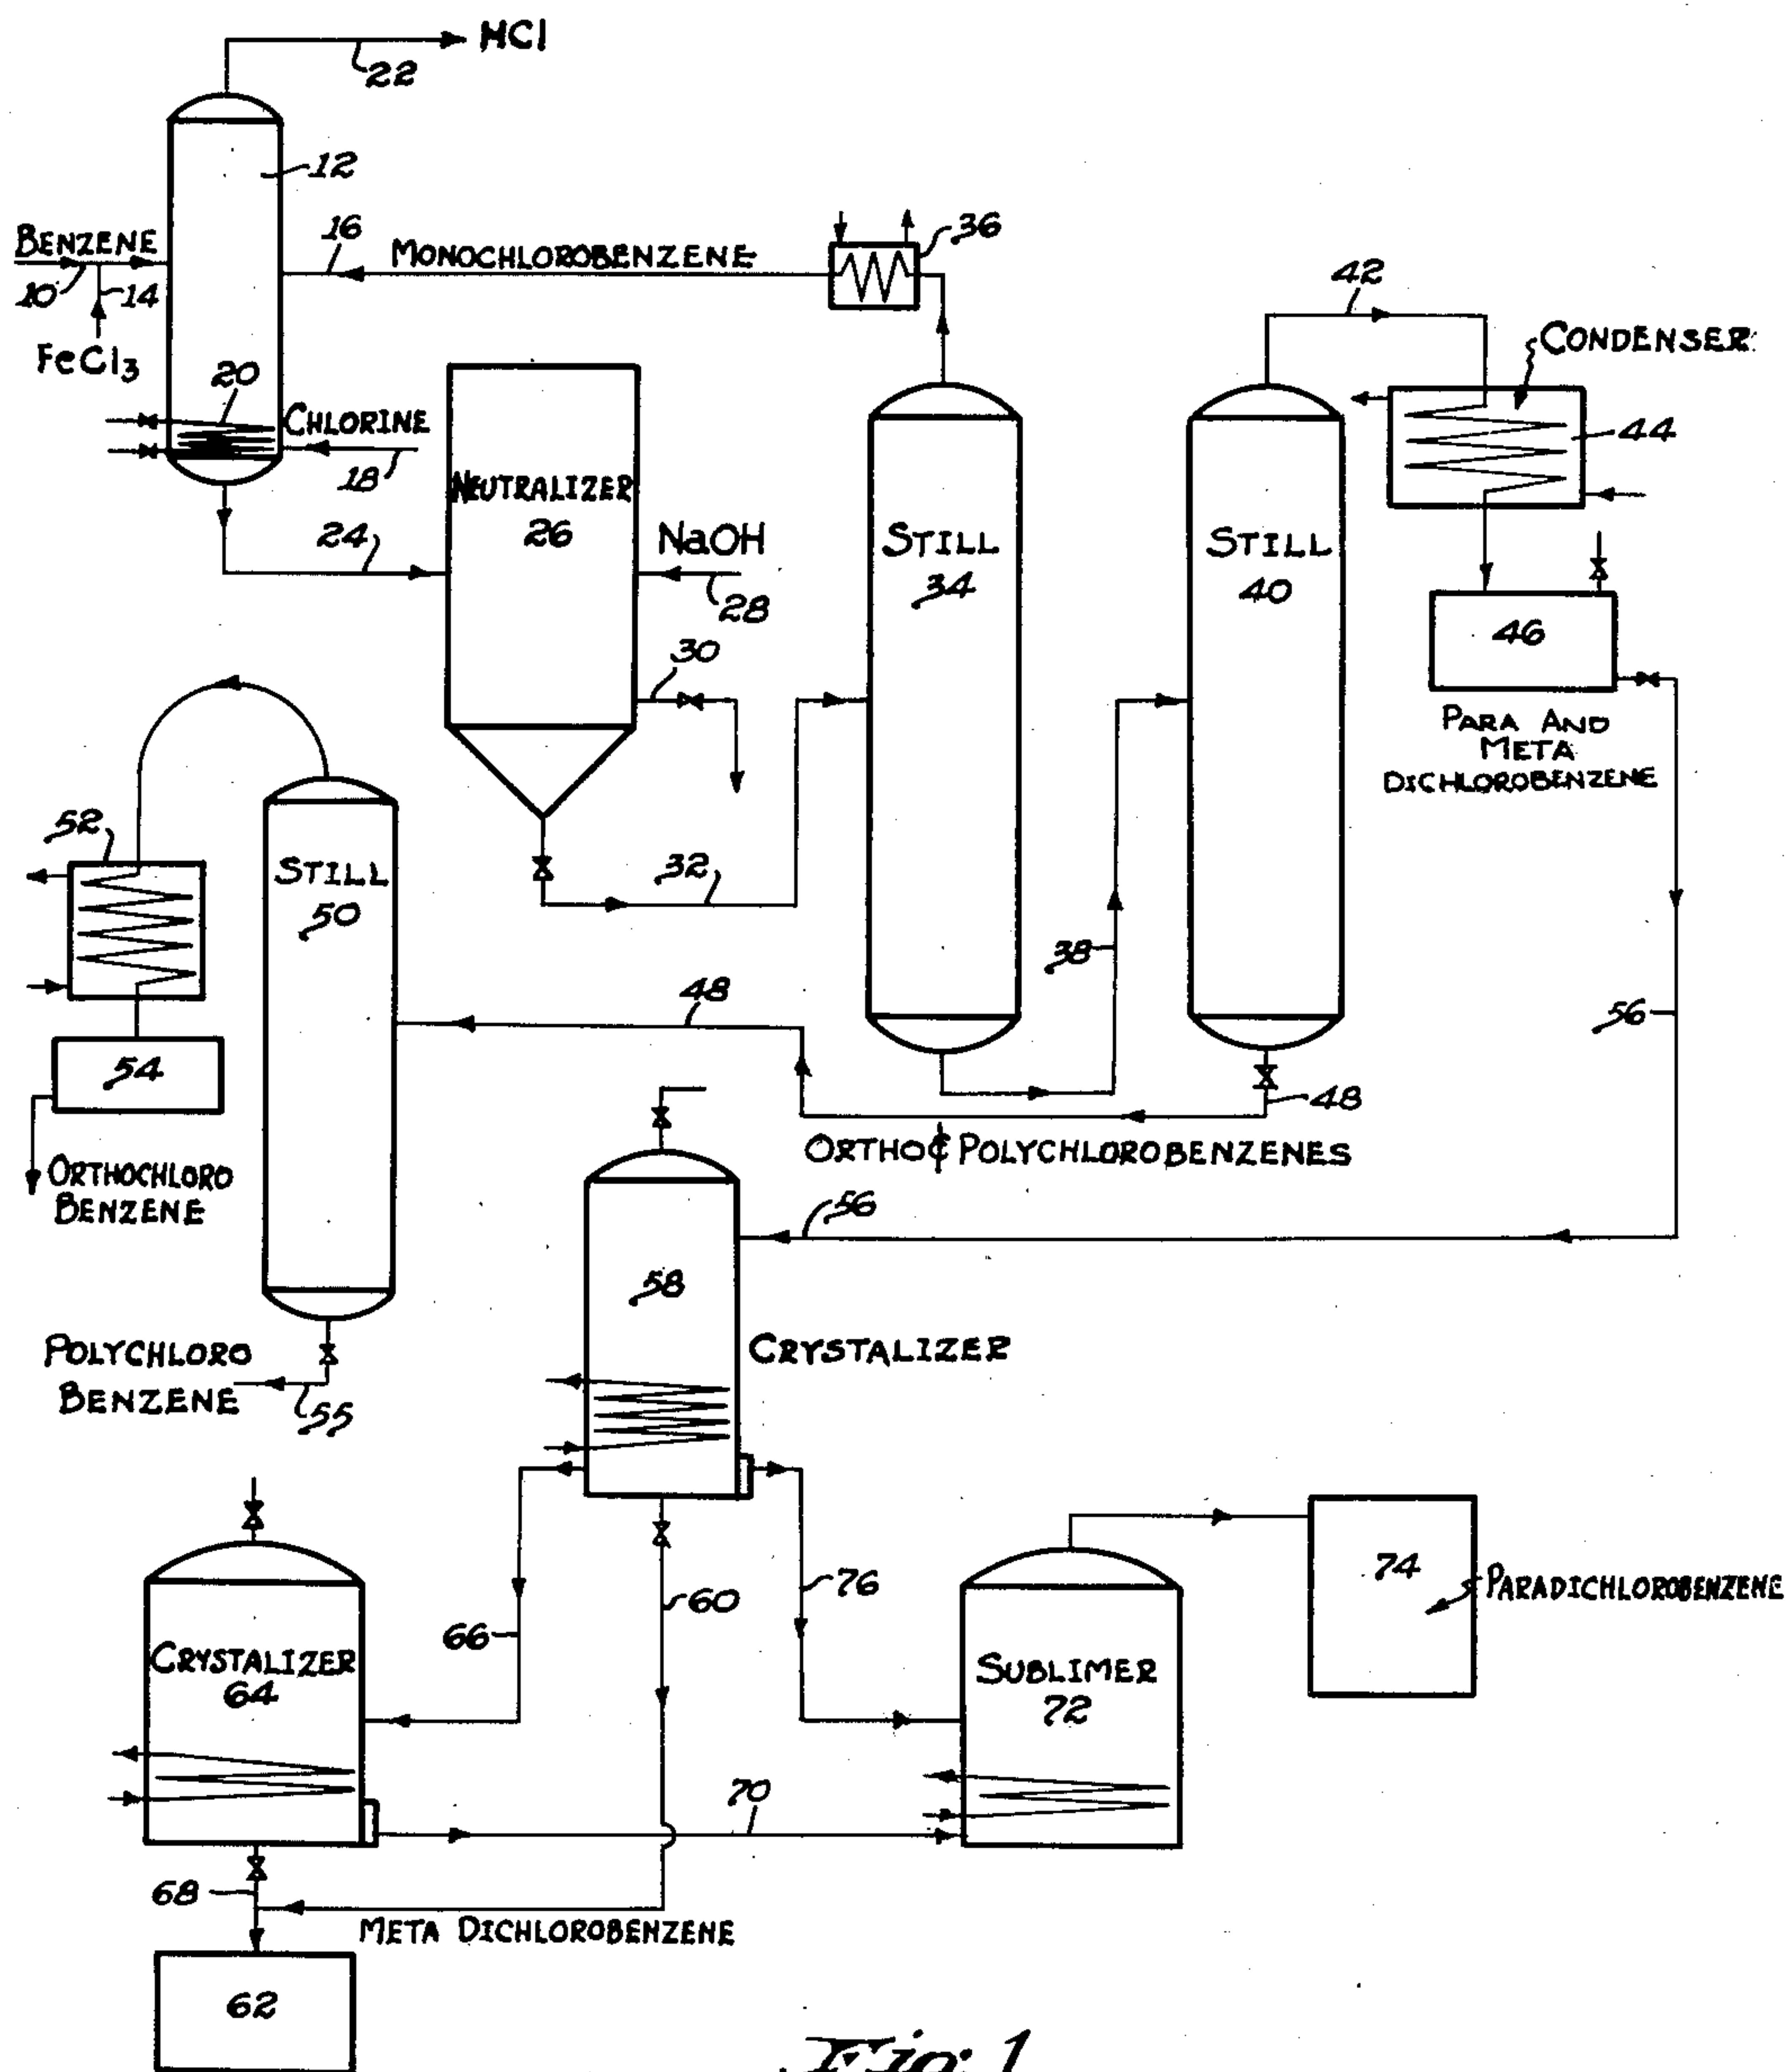 HCl
22
12
BENZENE
10
14
FeCl3
16
MONOCHLOROBENZENE
36
20
CHLORINE
18
42
CONDENSER
44
NEUTRALIZER
26
24
NaOH
28
30
STILL
34
STILL
40
46
PARA AND
META
DICHLOROBENZENE
52
STILL
50
32
38
48
56
54
48
ORTHO & POLYCHLOROBENZENES
ORTHOCHLORO
BENZENE
56
58
CRYSTALIZER
POLYCHLORO
BENZENE
55
66
60
76
74
PARADICHLOROBENZENE
CRYSTALIZER
64
SUBLIMER
72
70
68
META DICHLOROBENZENE
62
Fig. 1